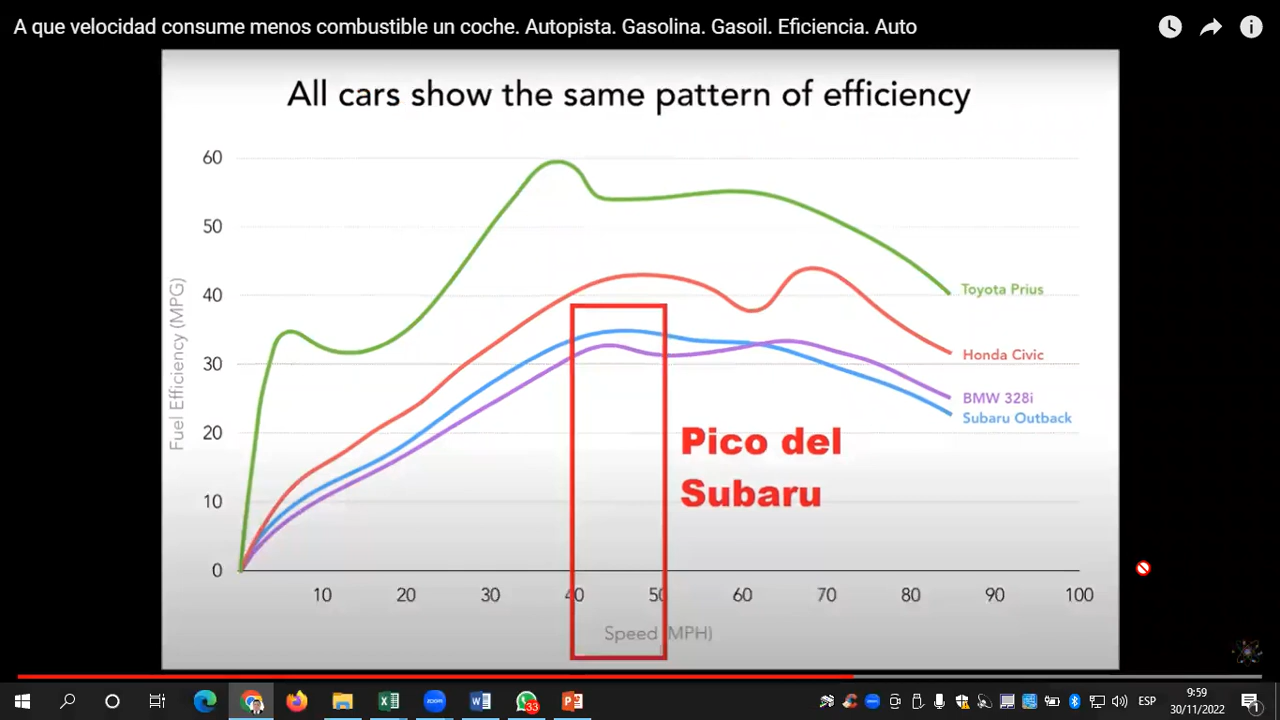 A que velocidad consume menos combustible un coche. Autopista. Gasolina. Gasoil. Eficiencia. Auto
All cars show the same pattern of efficiency
Fuel Efficiency (MPG)
60
50
40
30
20
10
0
Toyota Prius
Honda Civic
BMW 328i
Subaru Outback
Pico del
Subaru
10 20 30 40 50 60 70 80 90 100
Speed (MPH)
zoom
33
zoom
ESP
9:59
30/11/2022
1